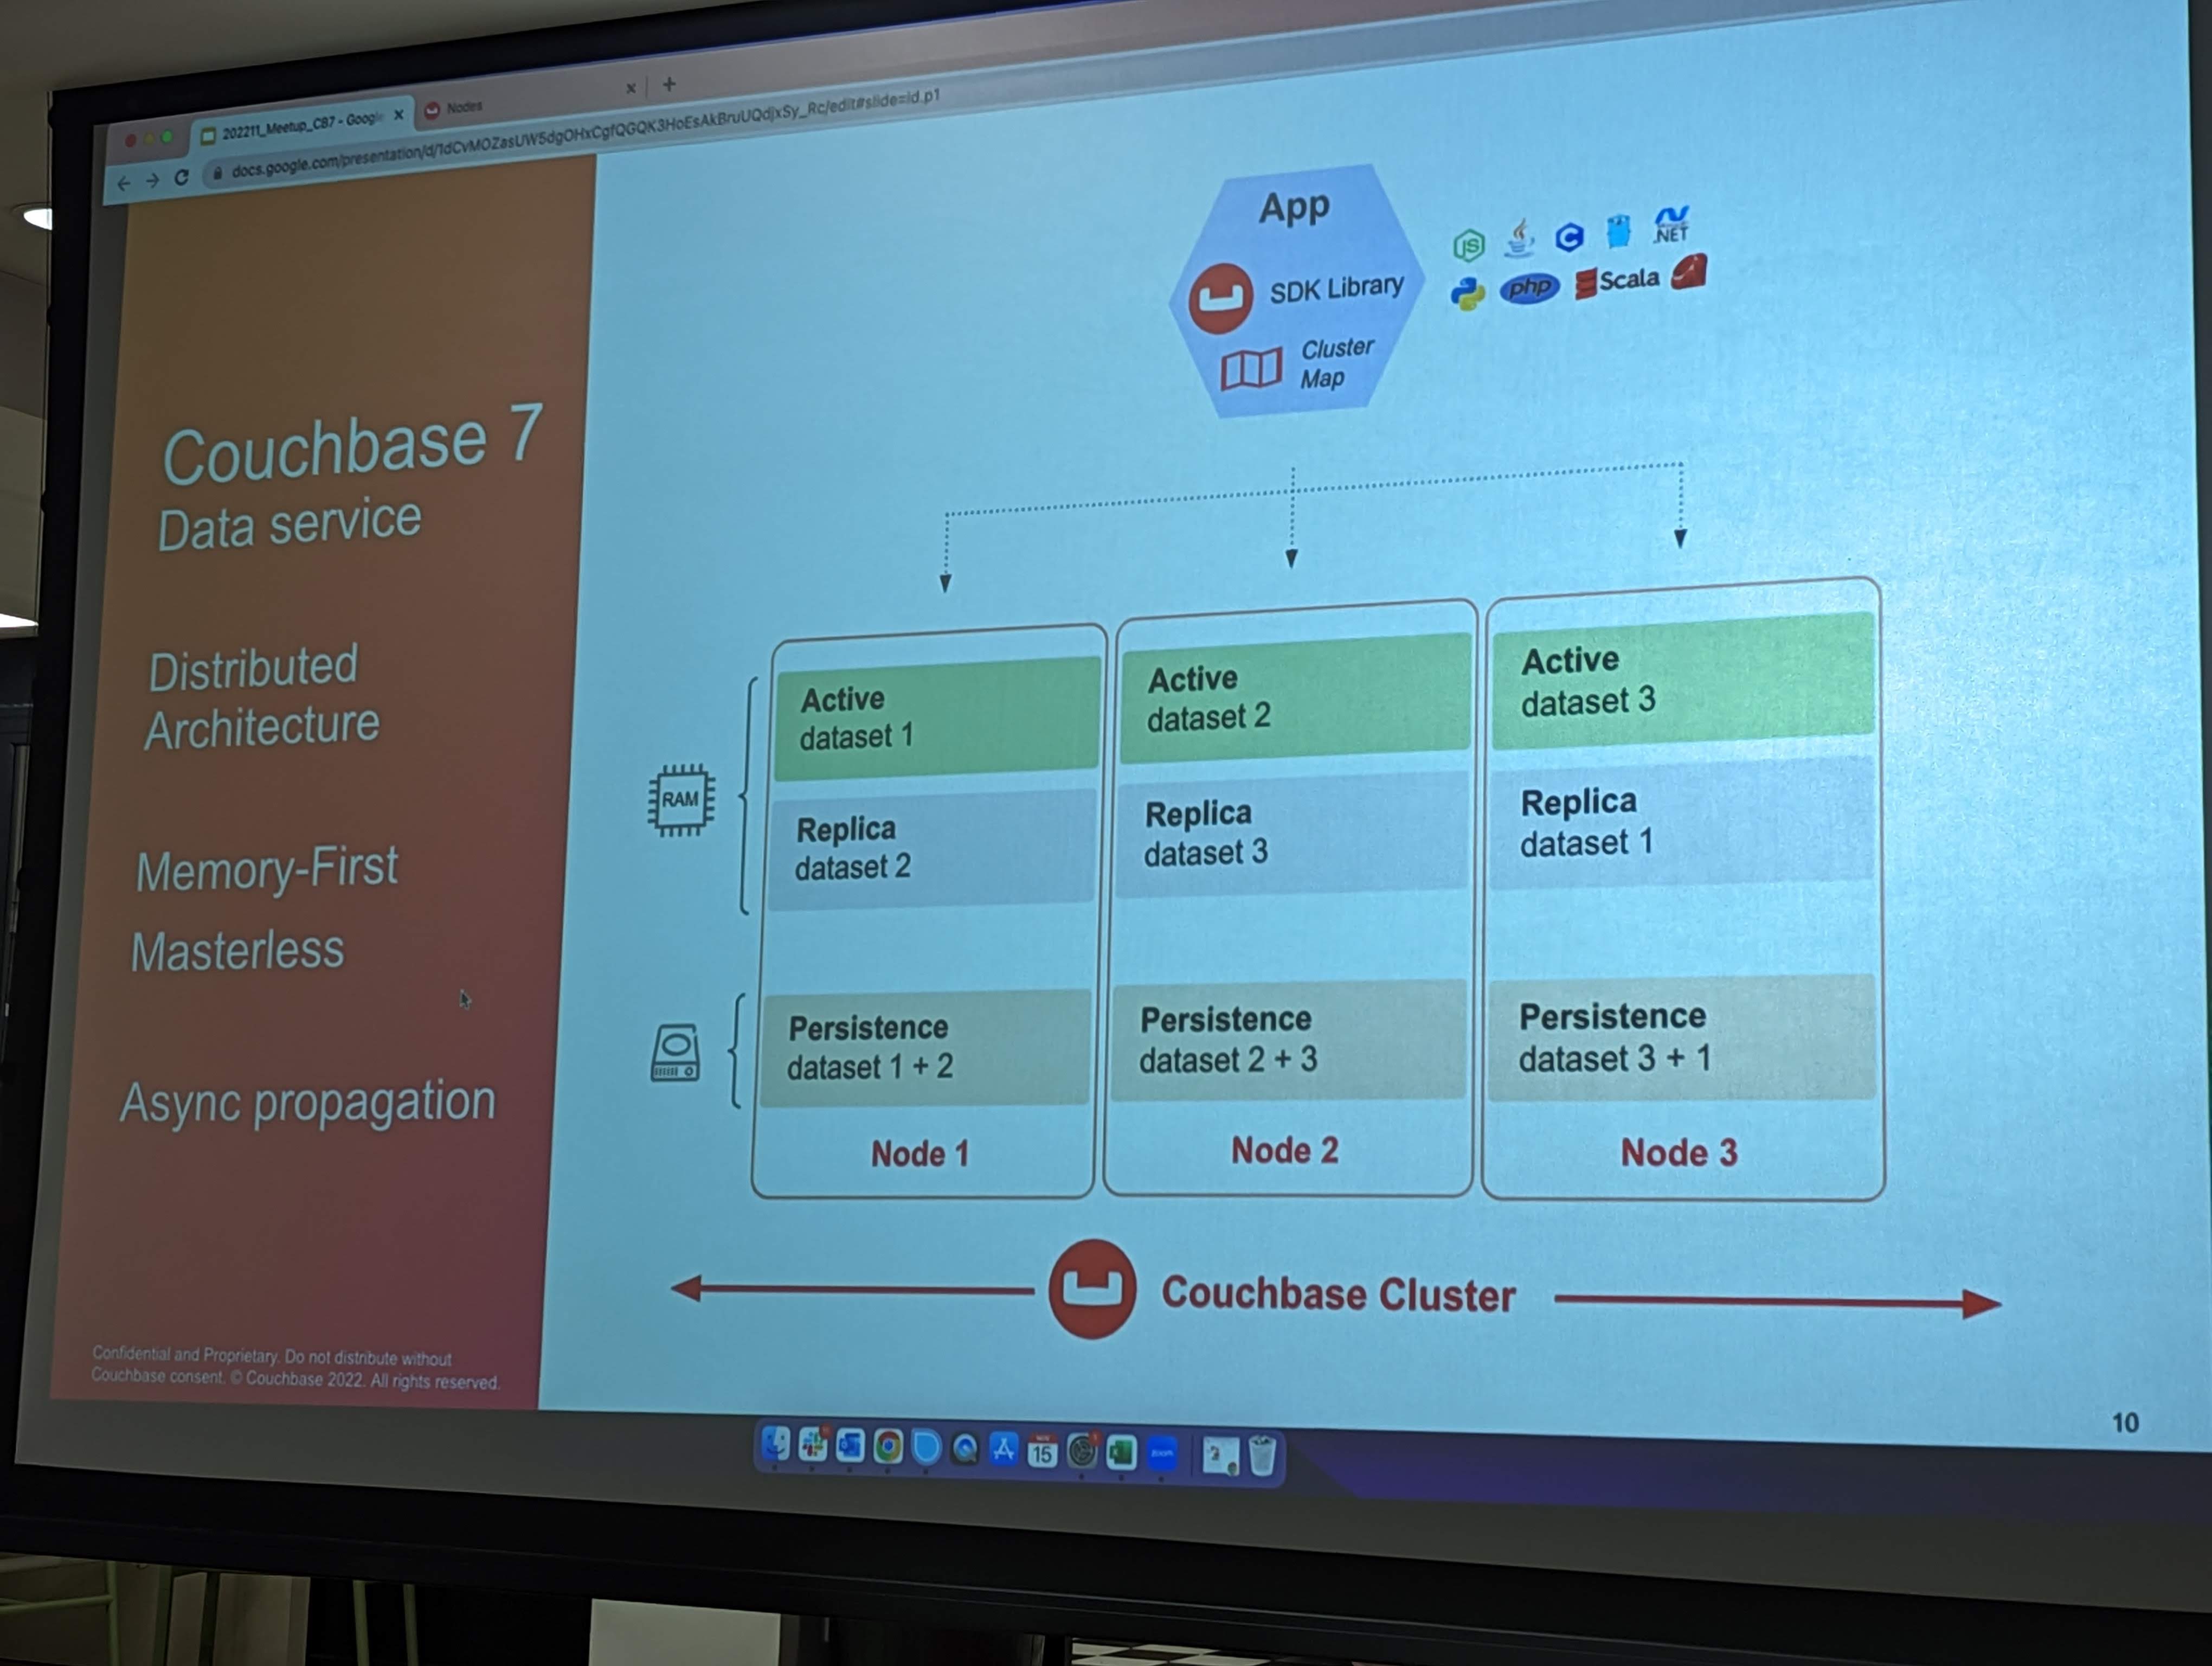 202211_Meetup_CB7 - Google
Nodes
docs.google.com/presentation/d/1dCvMOZasUW5dgOHxCgfQGQK3HoEsAkBruUQdjxSy_Rc/edit#slide=id.p1
Couchbase 7
Data service
Distributed
Architecture
Memory-First
Masterless
Async propagation
Confidential and Proprietary. Do not distribute without
Couchbase consent. © Couchbase 2022. All rights reserved.
App
SDK Library
Cluster
Map
JS
C
.NET
php
Scala
RAM
Active
dataset 1
Replica
dataset 2
Persistence
dataset 1 + 2
Node 1
Active
dataset 2
Replica
dataset 3
Persistence
dataset 2 + 3
Node 2
Active
dataset 3
Replica
dataset 1
Persistence
dataset 3 + 1
Node 3
Couchbase Cluster
10
15
zoom